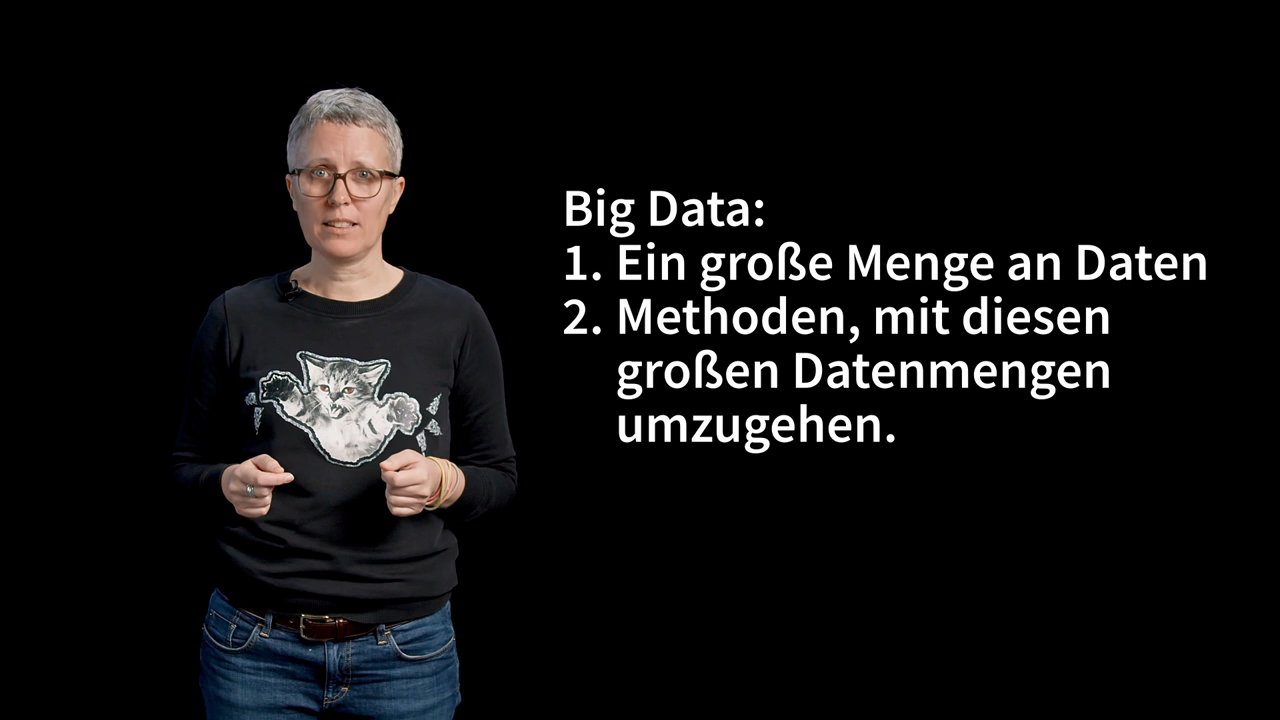 Big Data:
1. Ein große Menge an Daten
2. Methoden, mit diesen
großen Datenmengen
umzugehen.